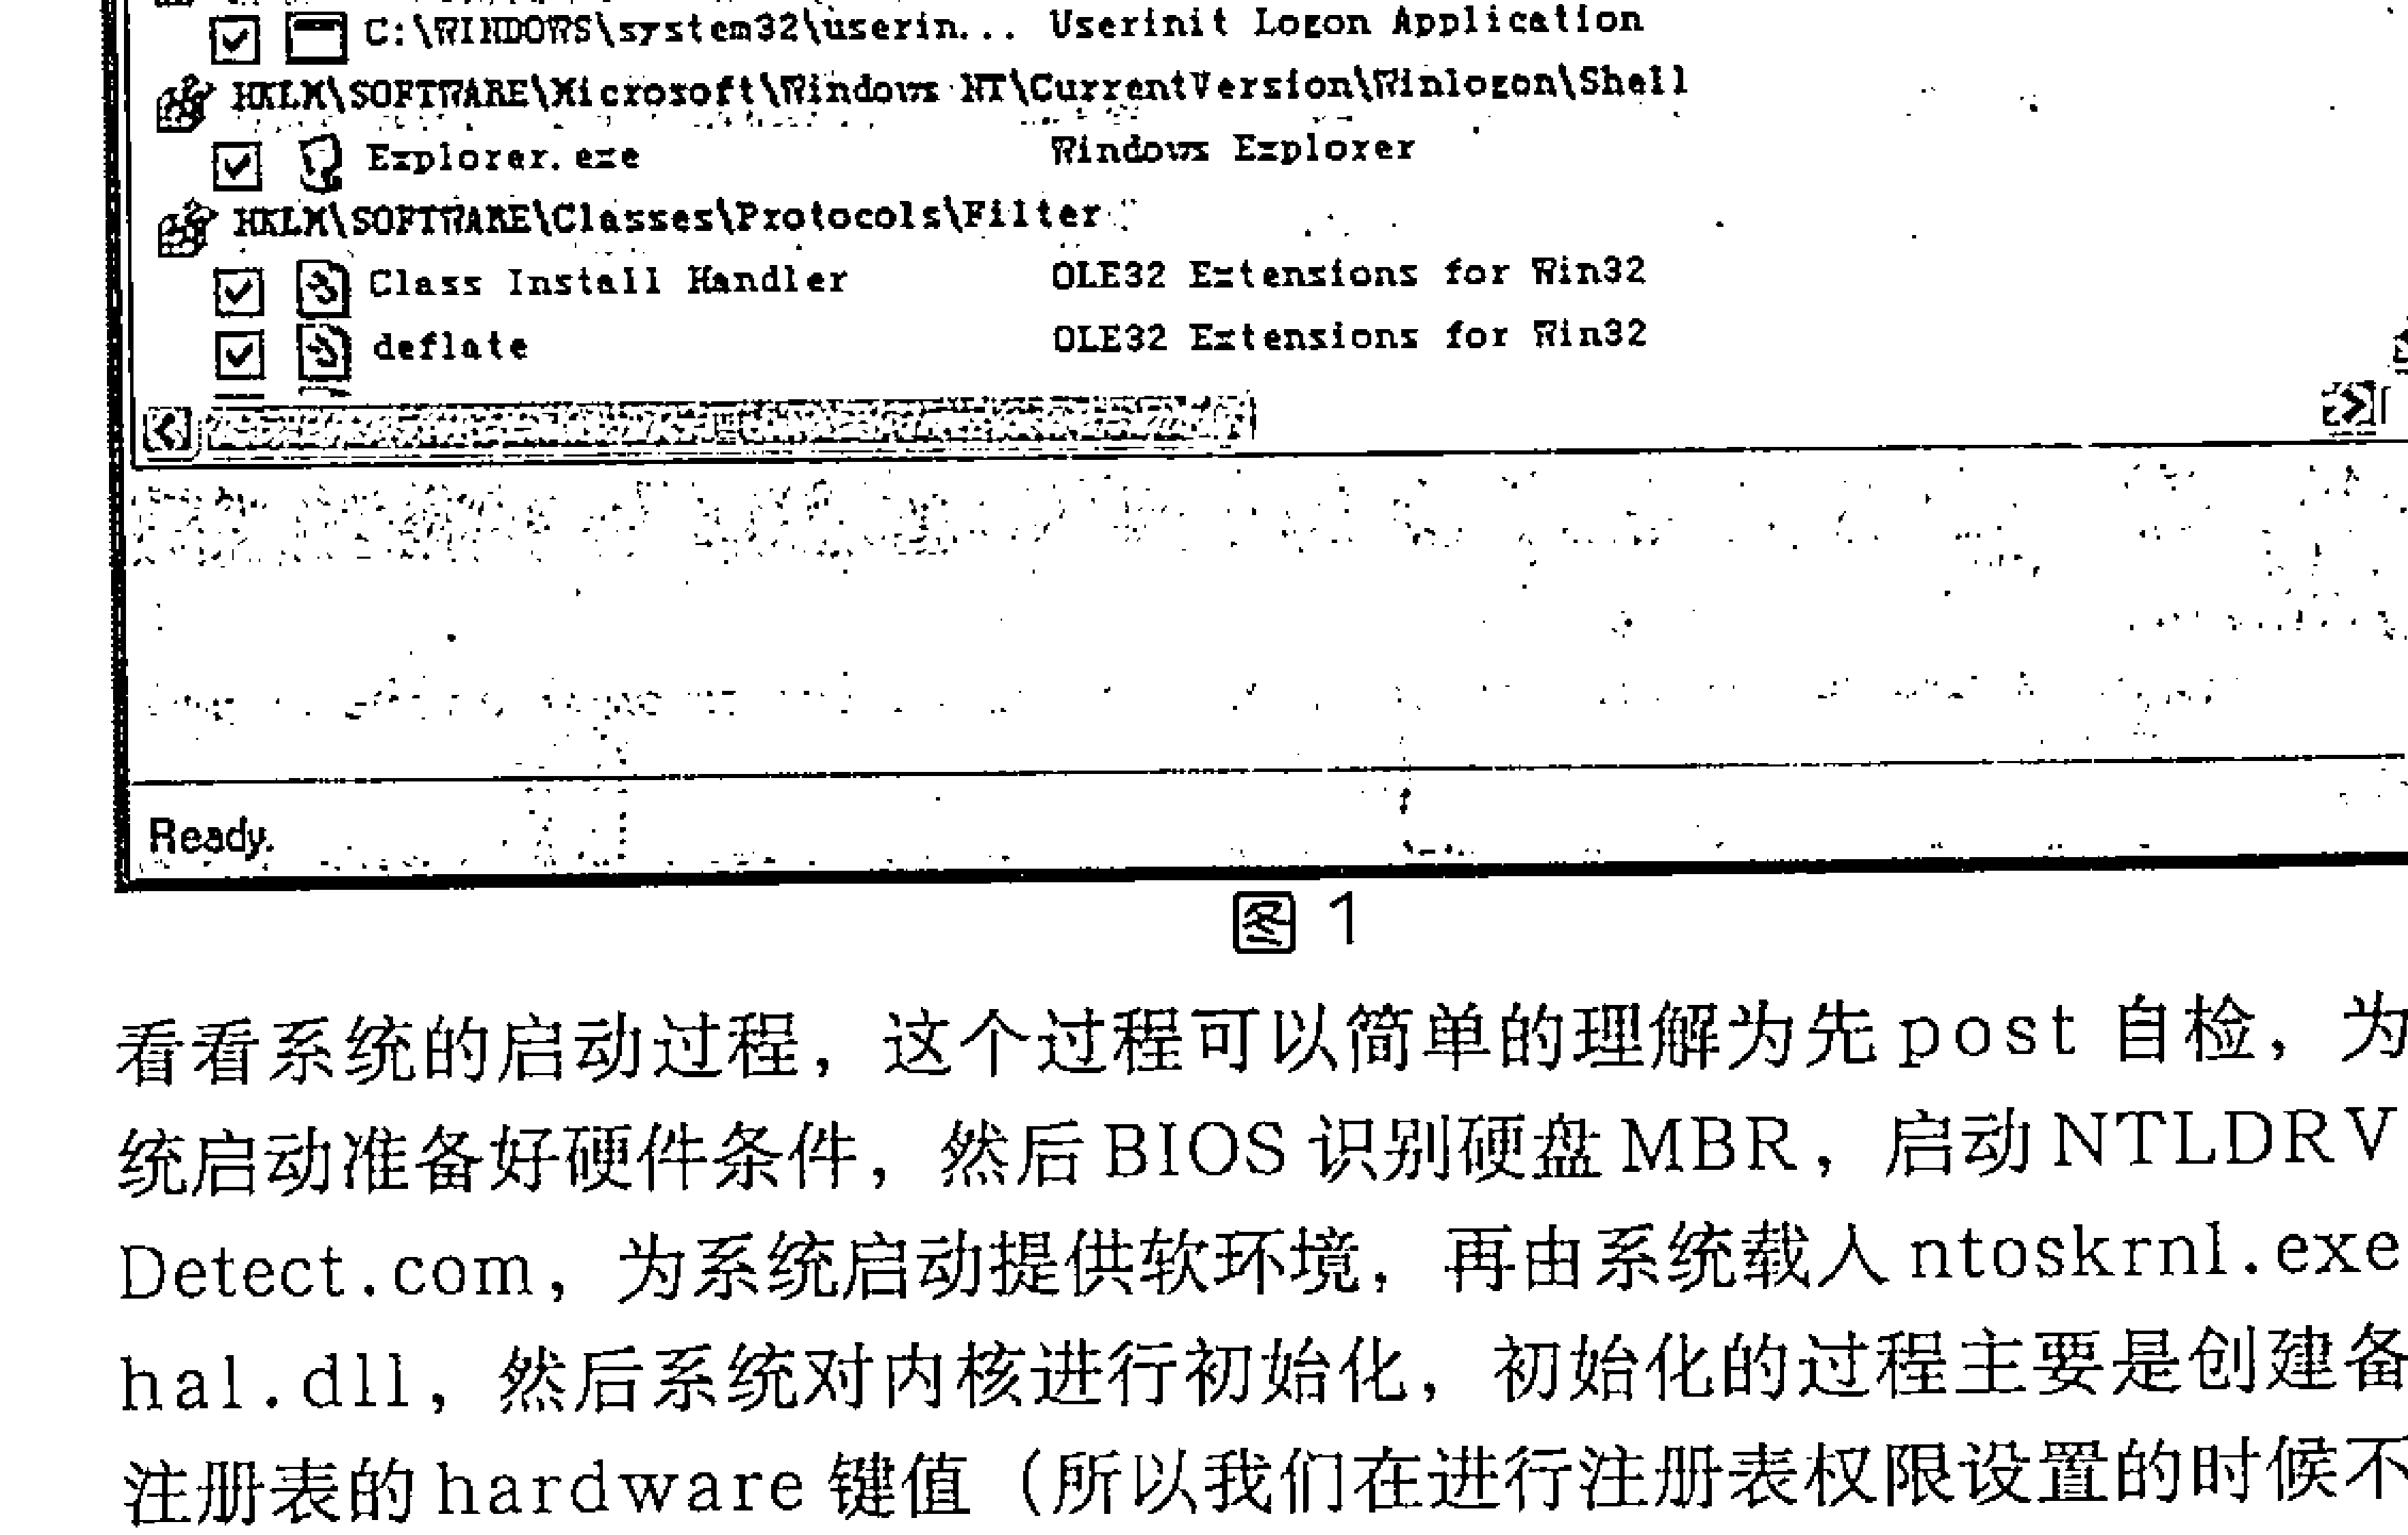 C:\WINDOWS\system32\userin... Userinit Logon Application
HKLM\SOFTWARE\Microsoft\Windows NT\CurrentVersion\Winlogon\Shell
Explorer.exe Windows Explorer
HKLM\SOFTWARE\Classes\Protocols\Filter
Class Install Handler OLE32 Extensions for Win32
deflate OLE32 Extensions for Win32
Ready.
图 1
看看系统的启动过程，这个过程可以简单的理解为先 post 自检，为
统启动准备好硬件条件，然后 BIOS 识别硬盘 MBR，启动 NTLDRV
Detect.com，为系统启动提供软环境，再由系统载入 ntoskrnl.exe
hal.dll，然后系统对内核进行初始化，初始化的过程主要是创建备
注册表的 hardware 键值（所以我们在进行注册表权限设置的时候不